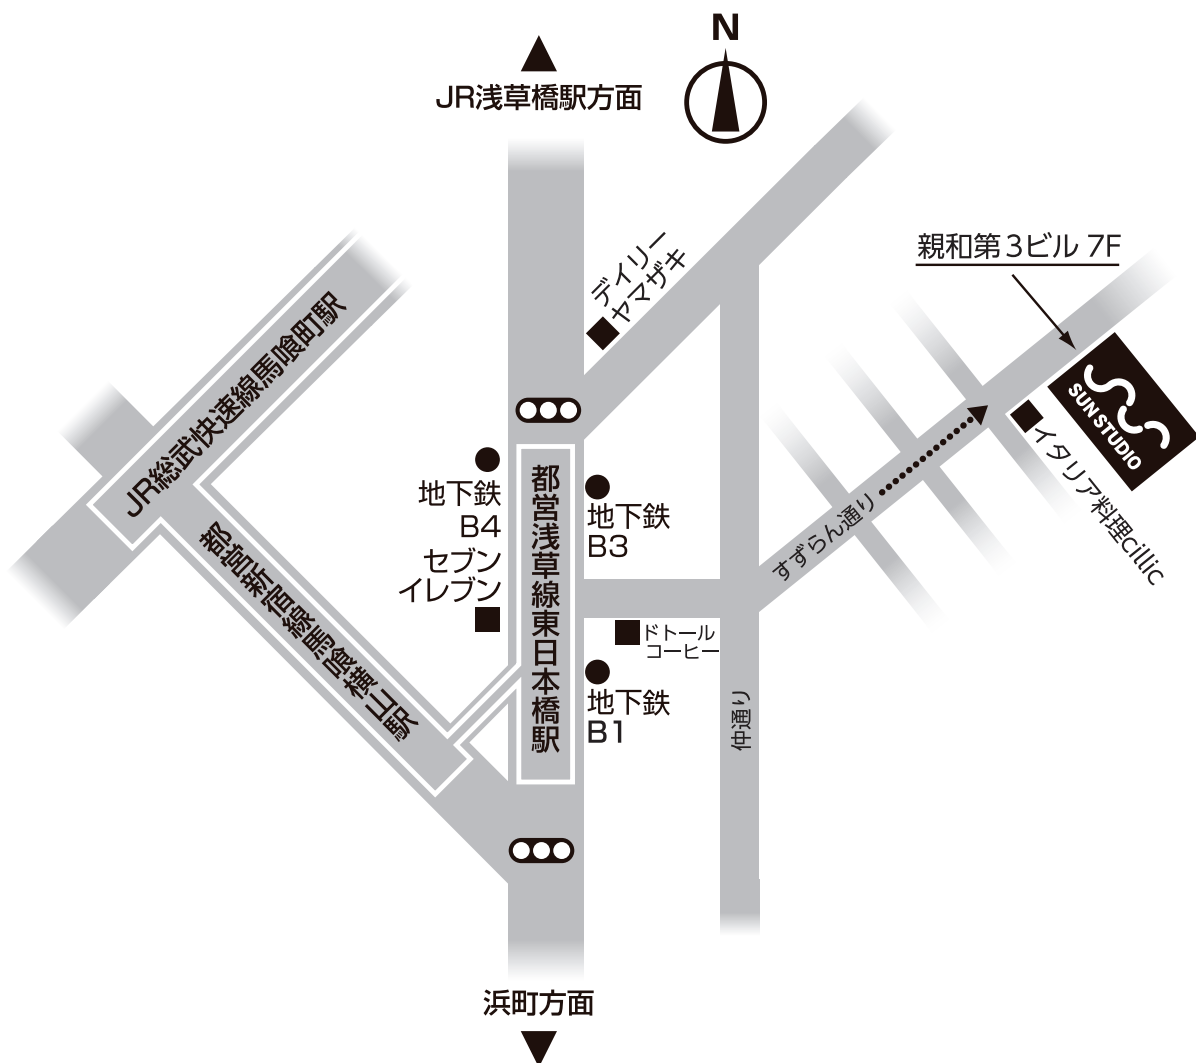 N
JR浅草橋駅方面
デイリー
ヤマザキ
親和第3ビル 7F
SUN STUDIO
イタリア料理cillic
JR総武快速線馬喰町駅
都営新宿線馬喰横山駅
都営浅草線東日本橋駅
地下鉄
B4
セブン
イレブン
地下鉄
B3
すずらん通り
ドトール
コーヒー
地下鉄
B1
仲通り
浜町方面